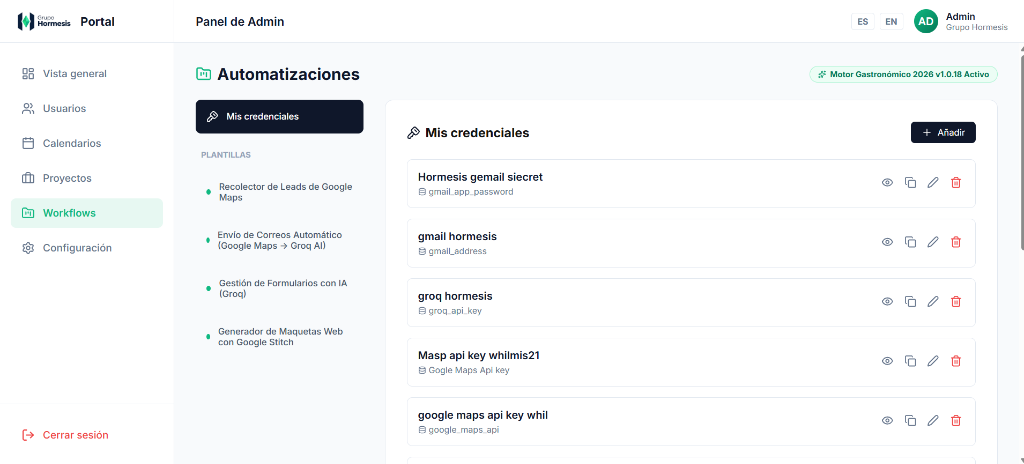 Grupo
Hormesis
Portal
Panel de Admin
ES
EN
AD
Admin
Grupo Hormesis
Vista general
Usuarios
Calendarios
Proyectos
Workflows
Configuración
Cerrar sesión
Automatizaciones
Motor Gastronómico 2026 v1.0.18 Activo
Mis credenciales
PLANTILLAS
Recolector de Leads de Google
Maps
Envío de Correos Automático
(Google Maps → Groq AI)
Gestión de Formularios con IA
(Groq)
Generador de Maquetas Web
con Google Stitch
Mis credenciales
+ Añadir
Hormesis gemail siecret
gmail_app_password
gmail hormesis
gmail_address
groq hormesis
groq_api_key
Masp api key whilmis21
Gogle Maps Api key
google maps api key whil
google_maps_api